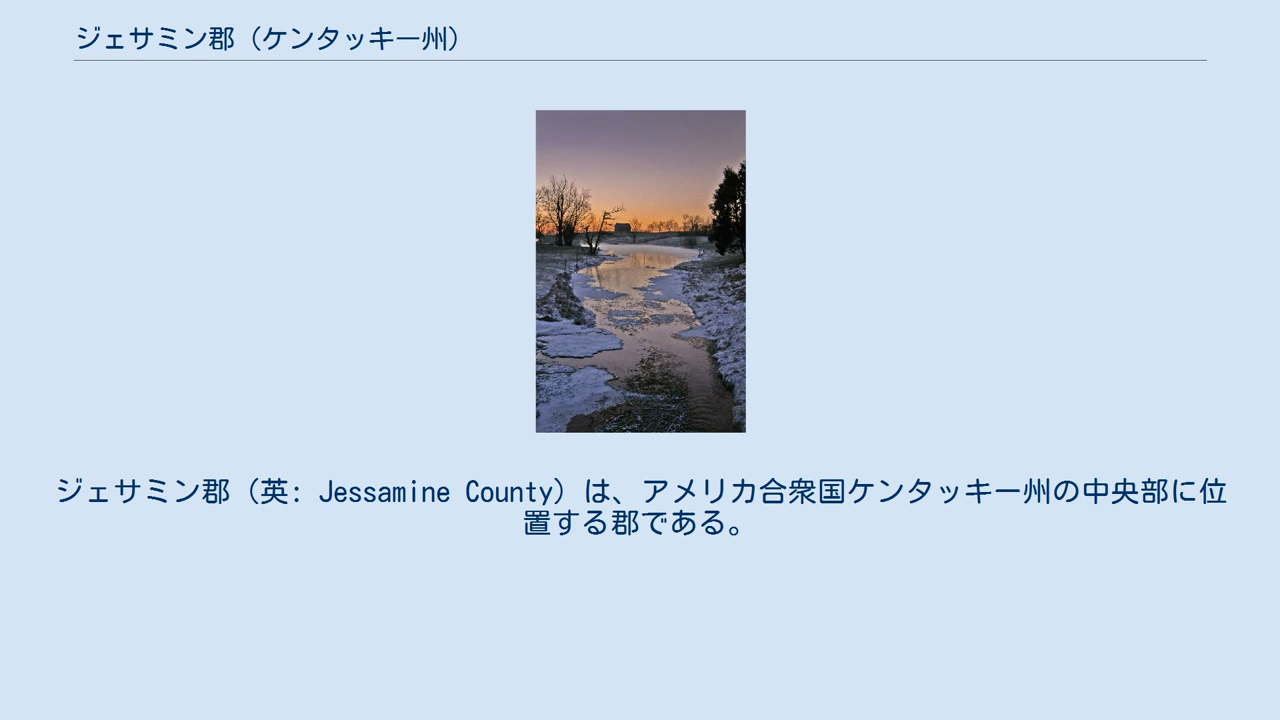 ジェサミン郡（ケンタッキー州）
ジェサミン郡（英: Jessamine County）は、アメリカ合衆国ケンタッキー州の中央部に位
置する郡である。